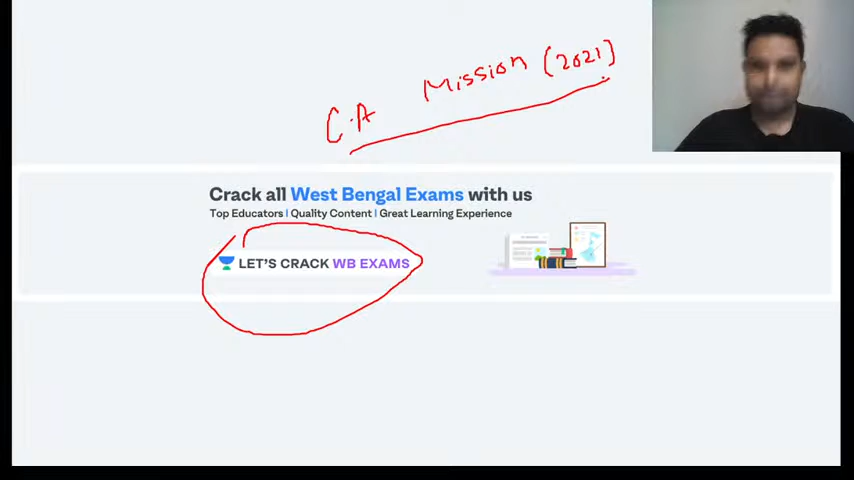 C.A Mission (2021)
Crack all West Bengal Exams with us
Top Educators | Quality Content | Great Learning Experience
LET'S CRACK WB EXAMS